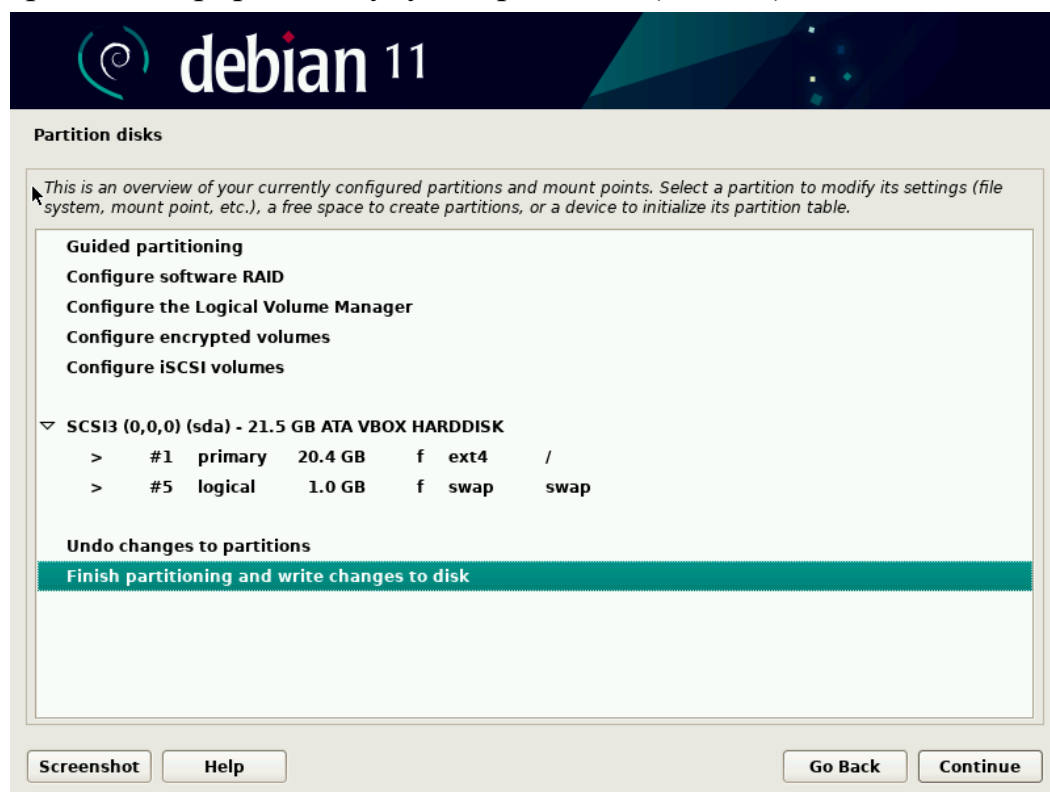 debian 11
Partition disks
This is an overview of your currently configured partitions and mount points. Select a partition to modify its settings (file
system, mount point, etc.), a free space to create partitions, or a device to initialize its partition table.
Guided partitioning
Configure software RAID
Configure the Logical Volume Manager
Configure encrypted volumes
Configure iSCSI volumes
SCSI3 (0,0,0) (sda) - 21.5 GB ATA VBOX HARDDISK
> #1 primary 20.4 GB f ext4 /
> #5 logical 1.0 GB f swap swap
Undo changes to partitions
Finish partitioning and write changes to disk
Screenshot Help Go Back Continue